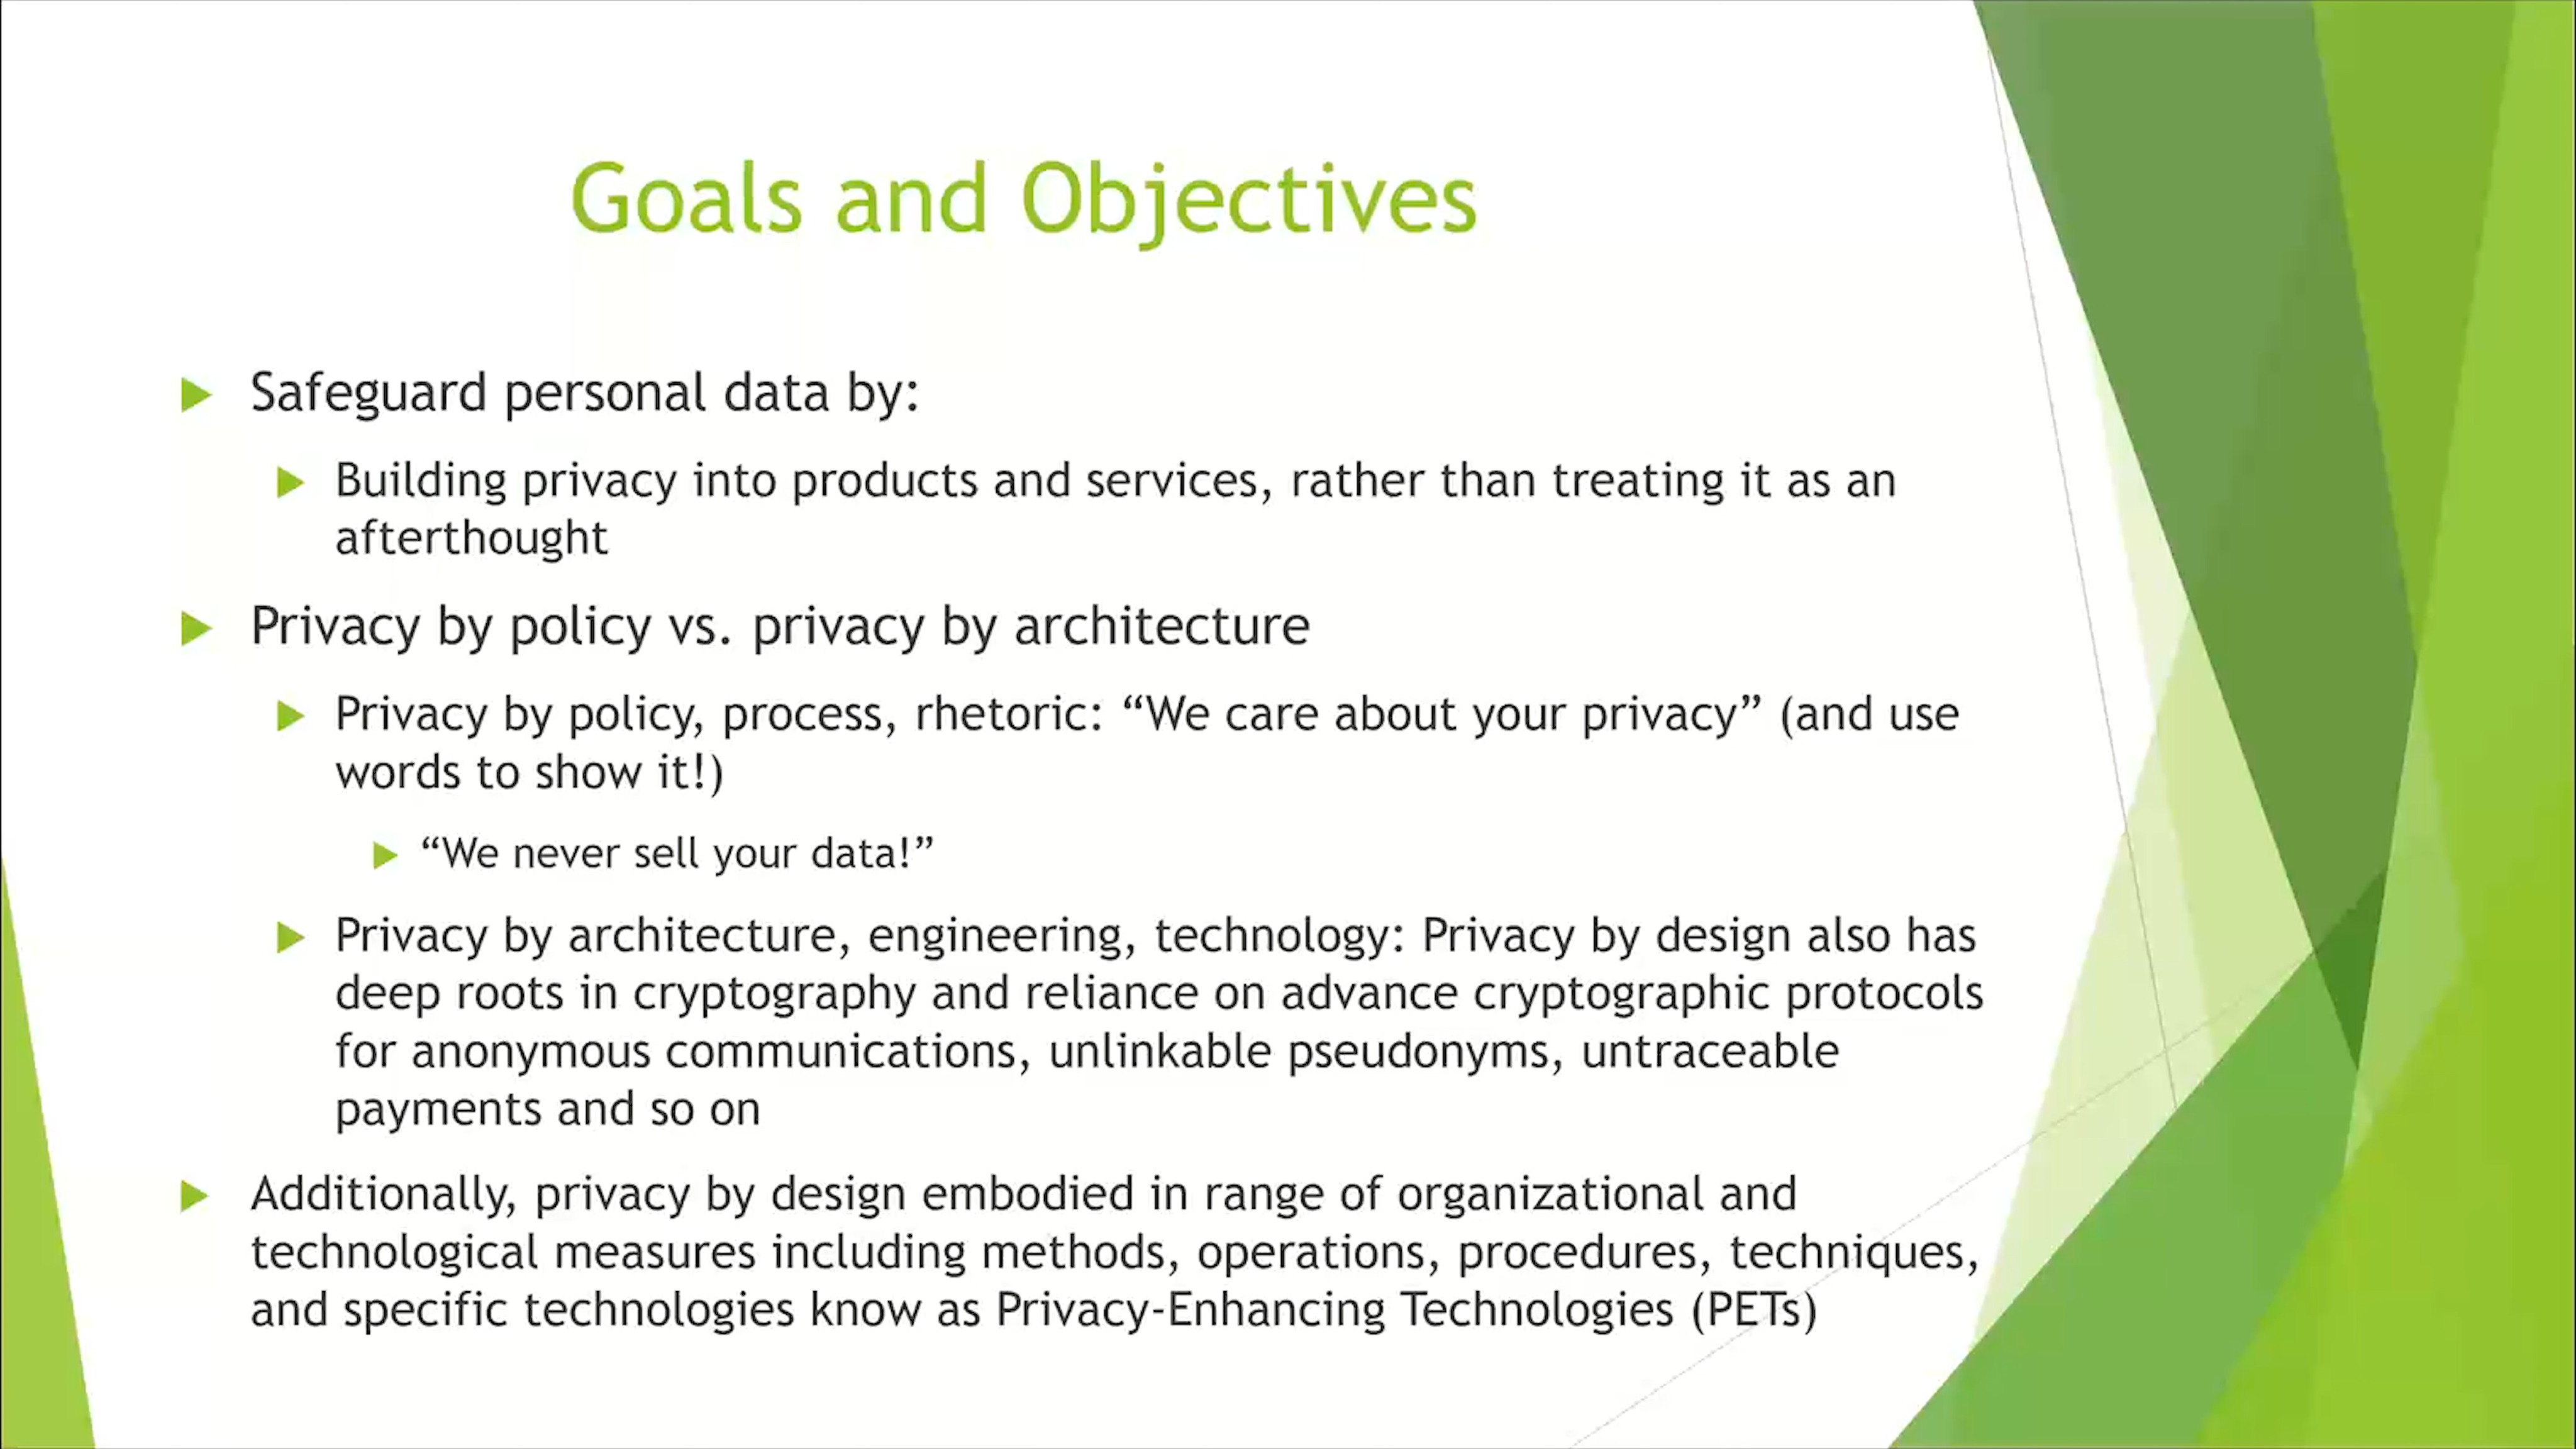 Goals and Objectives
Safeguard personal data by:
Building privacy into products and services, rather than treating it as an
afterthought
Privacy by policy vs. privacy by architecture
Privacy by policy, process, rhetoric: “We care about your privacy” (and use
words to show it!)
“We never sell your data!”
Privacy by architecture, engineering, technology: Privacy by design also has
deep roots in cryptography and reliance on advance cryptographic protocols
for anonymous communications, unlinkable pseudonyms, untraceable
payments and so on
Additionally, privacy by design embodied in range of organizational and
technological measures including methods, operations, procedures, techniques,
and specific technologies know as Privacy-Enhancing Technologies (PETs)